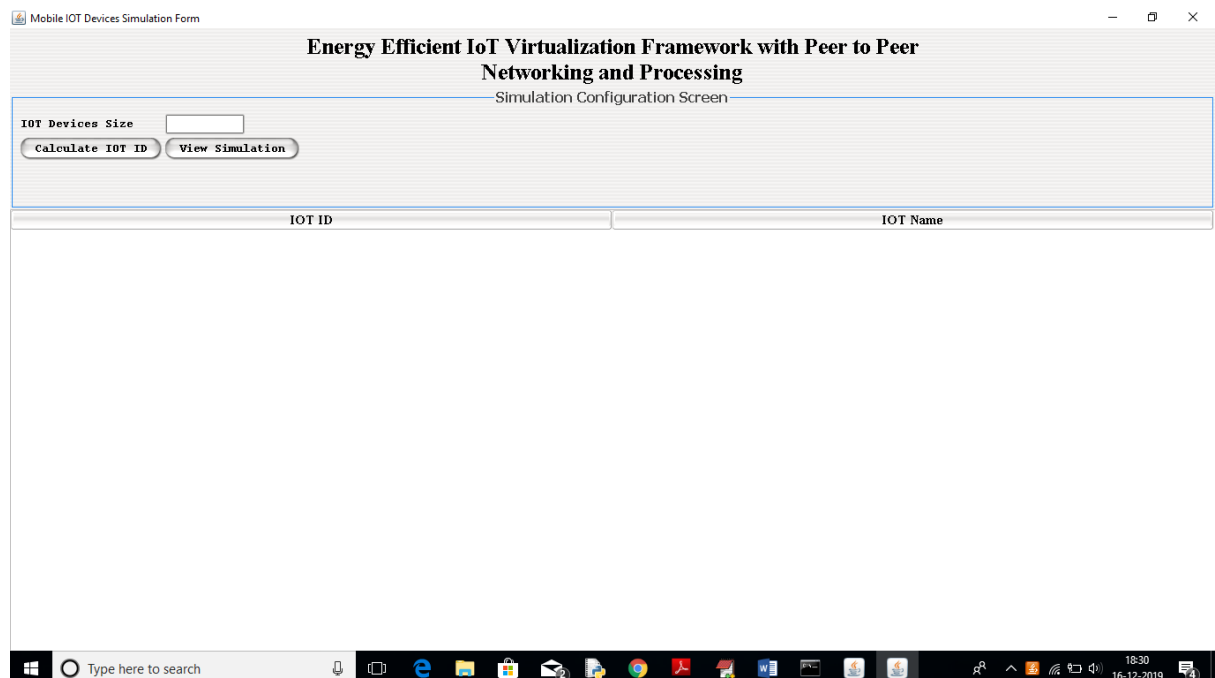 Mobile IOT Devices Simulation Form
Energy Efficient IoT Virtualization Framework with Peer to Peer
Networking and Processing
Simulation Configuration Screen
IOT Devices Size
Calculate IOT ID View Simulation
IOT ID IOT Name
Type here to search
18:30
16-12-2019